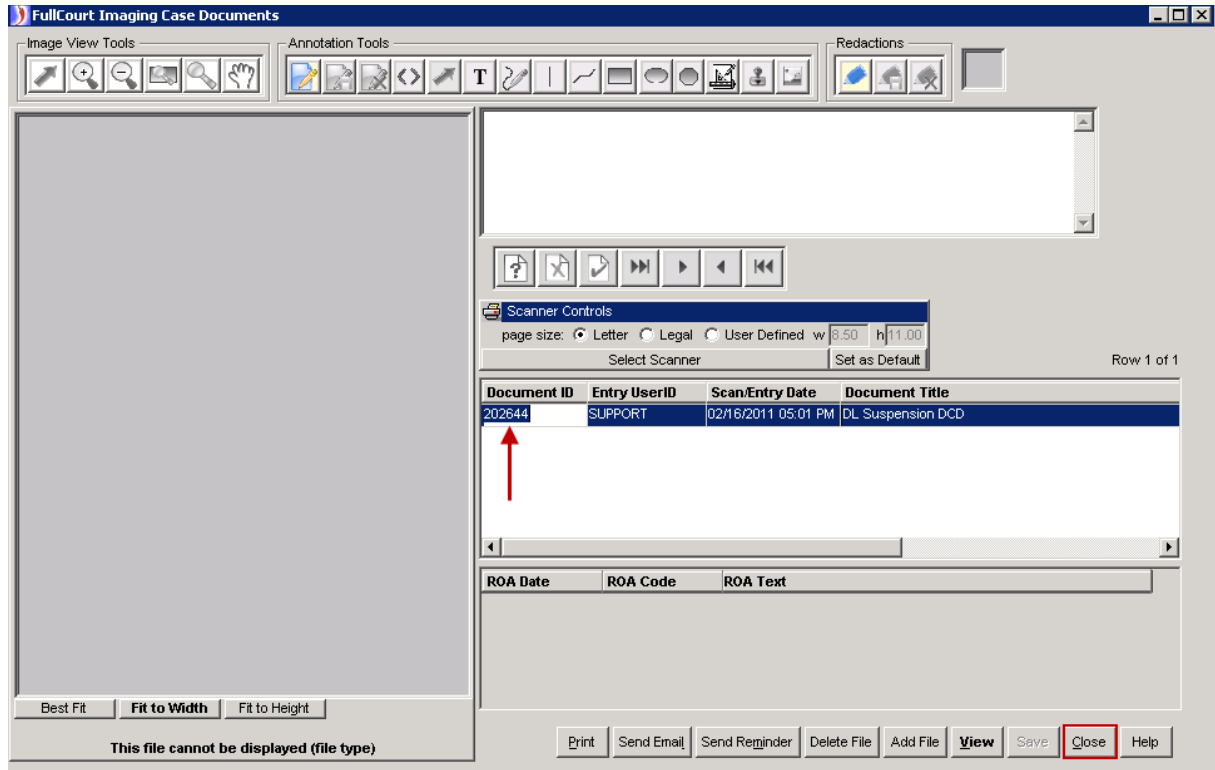 FullCourt Imaging Case Documents
Image View Tools
Annotation Tools
Redactions
T
?
Scanner Controls
page size: Letter Legal User Defined w 8.50 h 11.00
Select Scanner Set as Default
Row 1 of 1
Document ID Entry UserID Scan/Entry Date Document Title
202644 SUPPORT 02/16/2011 05:01 PM DL Suspension DCD
ROA Date ROA Code ROA Text
Best Fit Fit to Width Fit to Height
This file cannot be displayed (file type)
Print Send Email Send Reminder Delete File Add File View Save Close Help